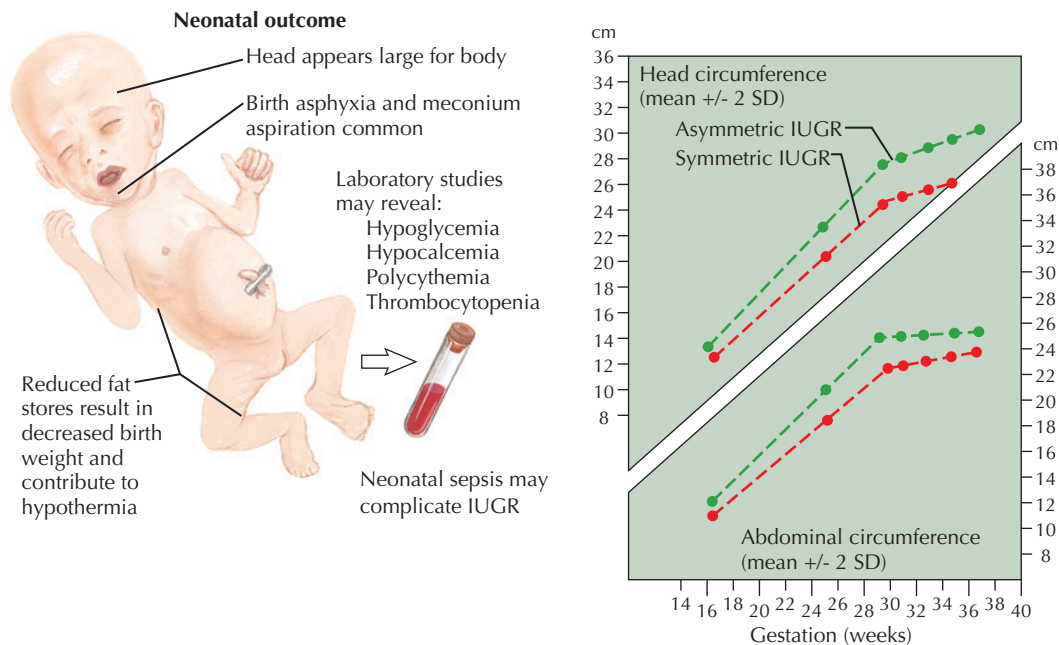 Neonatal outcome
Head appears large for body
Birth asphyxia and meconium
aspiration common
Laboratory studies
may reveal:
Hypoglycemia
Hypocalcemia
Polycythemia
Thrombocytopenia
Reduced fat
stores result in
decreased birth
weight and
contribute to
hypothermia
Neonatal sepsis may
complicate IUGR
cm
36
34
32
30
28
26
24
22
20
18
16
14
12
10
8
Head circumference
(mean +/- 2 SD)
Asymmetric IUGR
Symmetric IUGR
cm
38
36
34
32
30
28
26
24
22
20
18
16
14
12
10
8
Abdominal circumference
(mean +/- 2 SD)
14 16 18 20 22 24 26 28 30 32 34 36 38 40
Gestation (weeks)